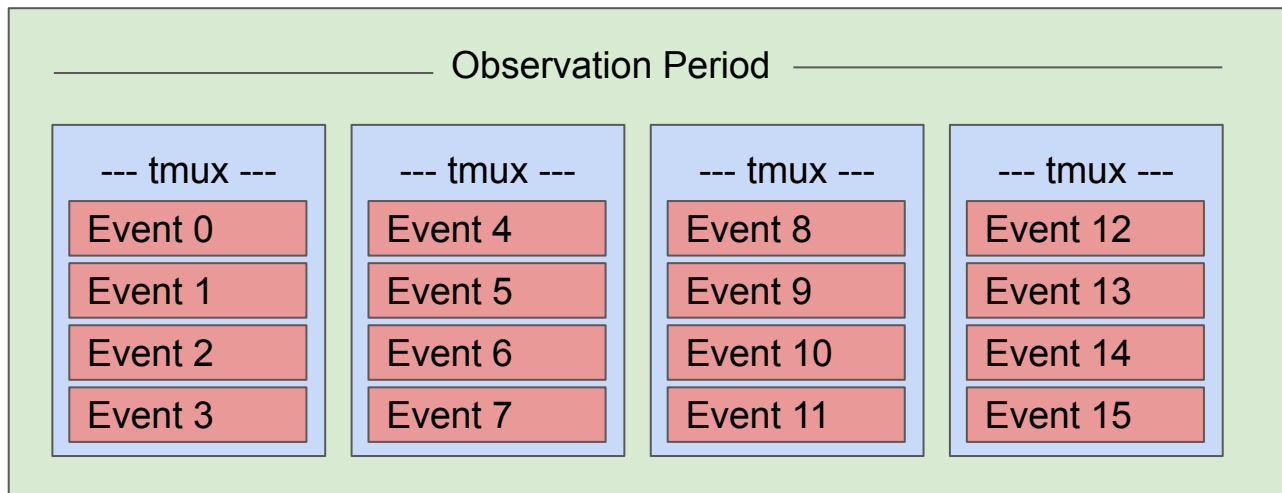 Observation Period
--- tmux ---
Event 0
Event 1
Event 2
Event 3
--- tmux ---
Event 4
Event 5
Event 6
Event 7
--- tmux ---
Event 8
Event 9
Event 10
Event 11
--- tmux ---
Event 12
Event 13
Event 14
Event 15